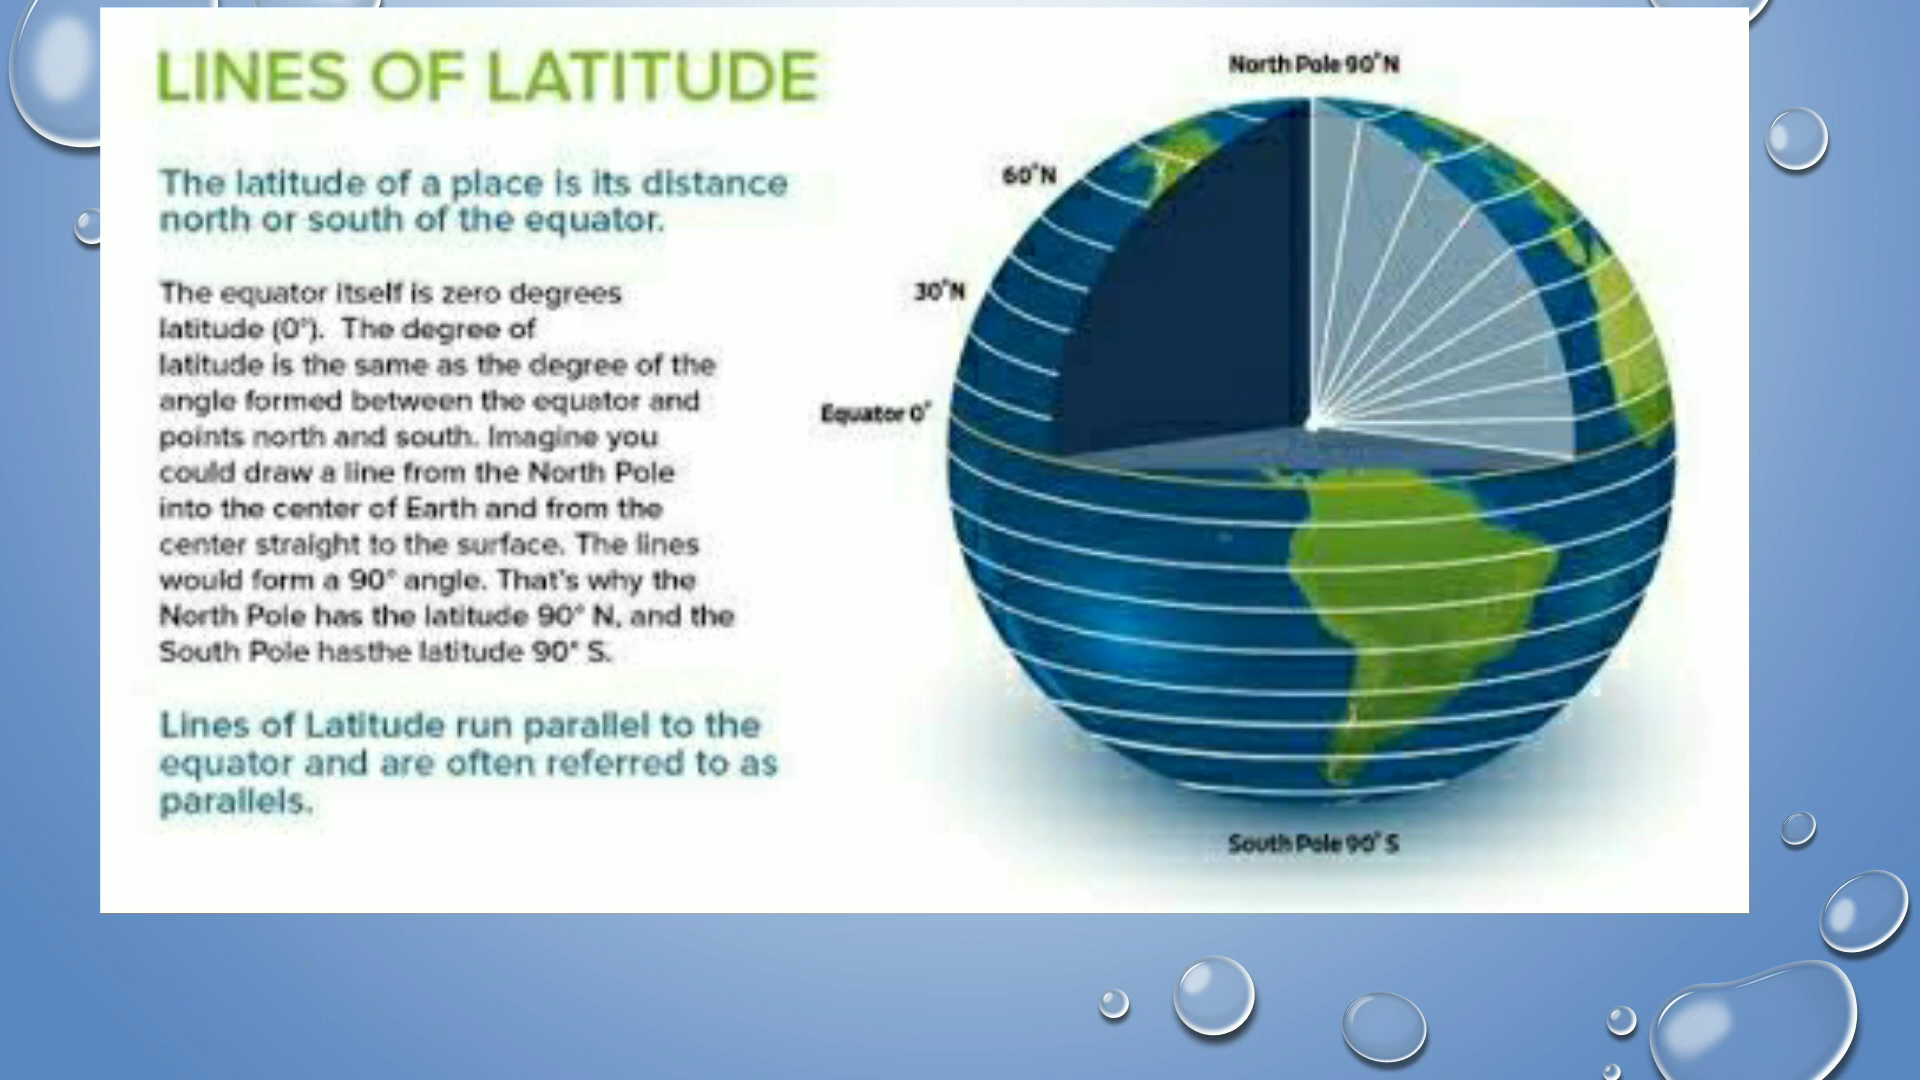 LINES OF LATITUDE
The latitude of a place is its distance
north or south of the equator.
The equator itself is zero degrees
latitude (0°). The degree of
latitude is the same as the degree of the
angle formed between the equator and
points north and south. Imagine you
could draw a line from the North Pole
into the center of Earth and from the
center straight to the surface. The lines
would form a 90° angle. That's why the
North Pole has the latitude 90° N, and the
South Pole hasthe latitude 90° S.
Lines of Latitude run parallel to the
equator and are often referred to as
parallels.
North Pole 90° N
60°N
30°N
Equator 0°
South Pole 90° S